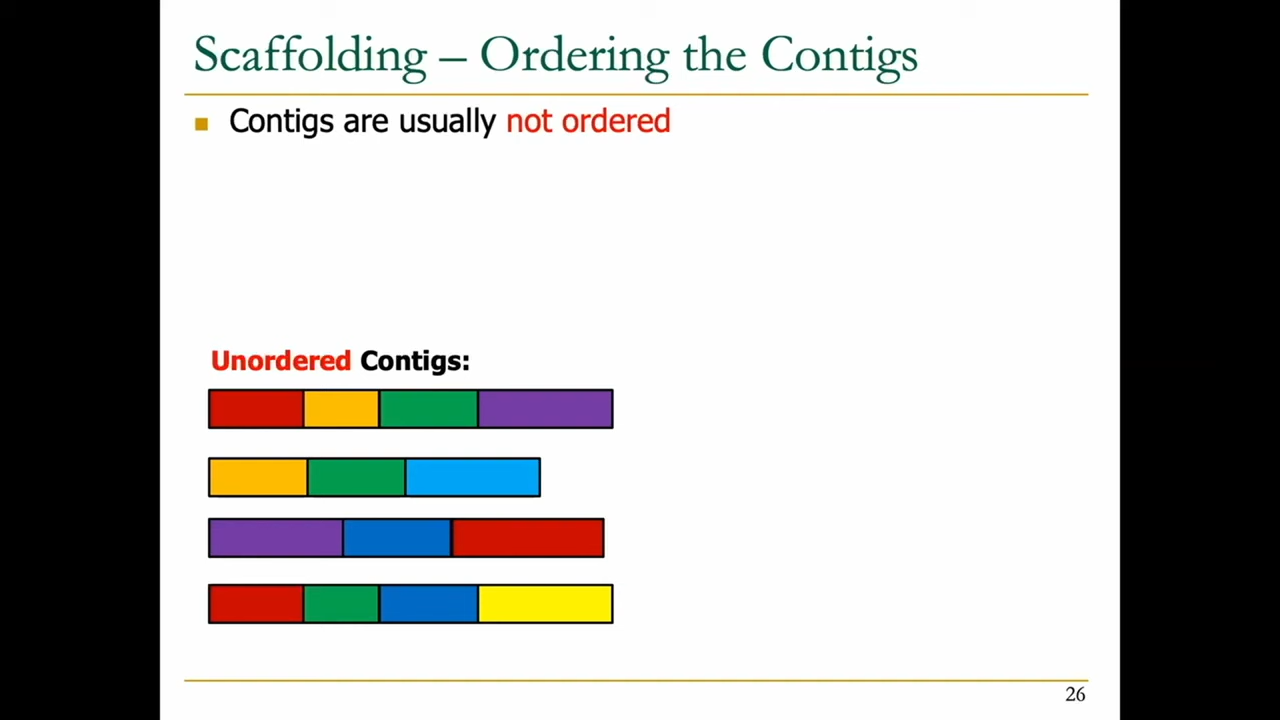 Scaffolding – Ordering the Contigs
Contigs are usually not ordered
Unordered Contigs:
26